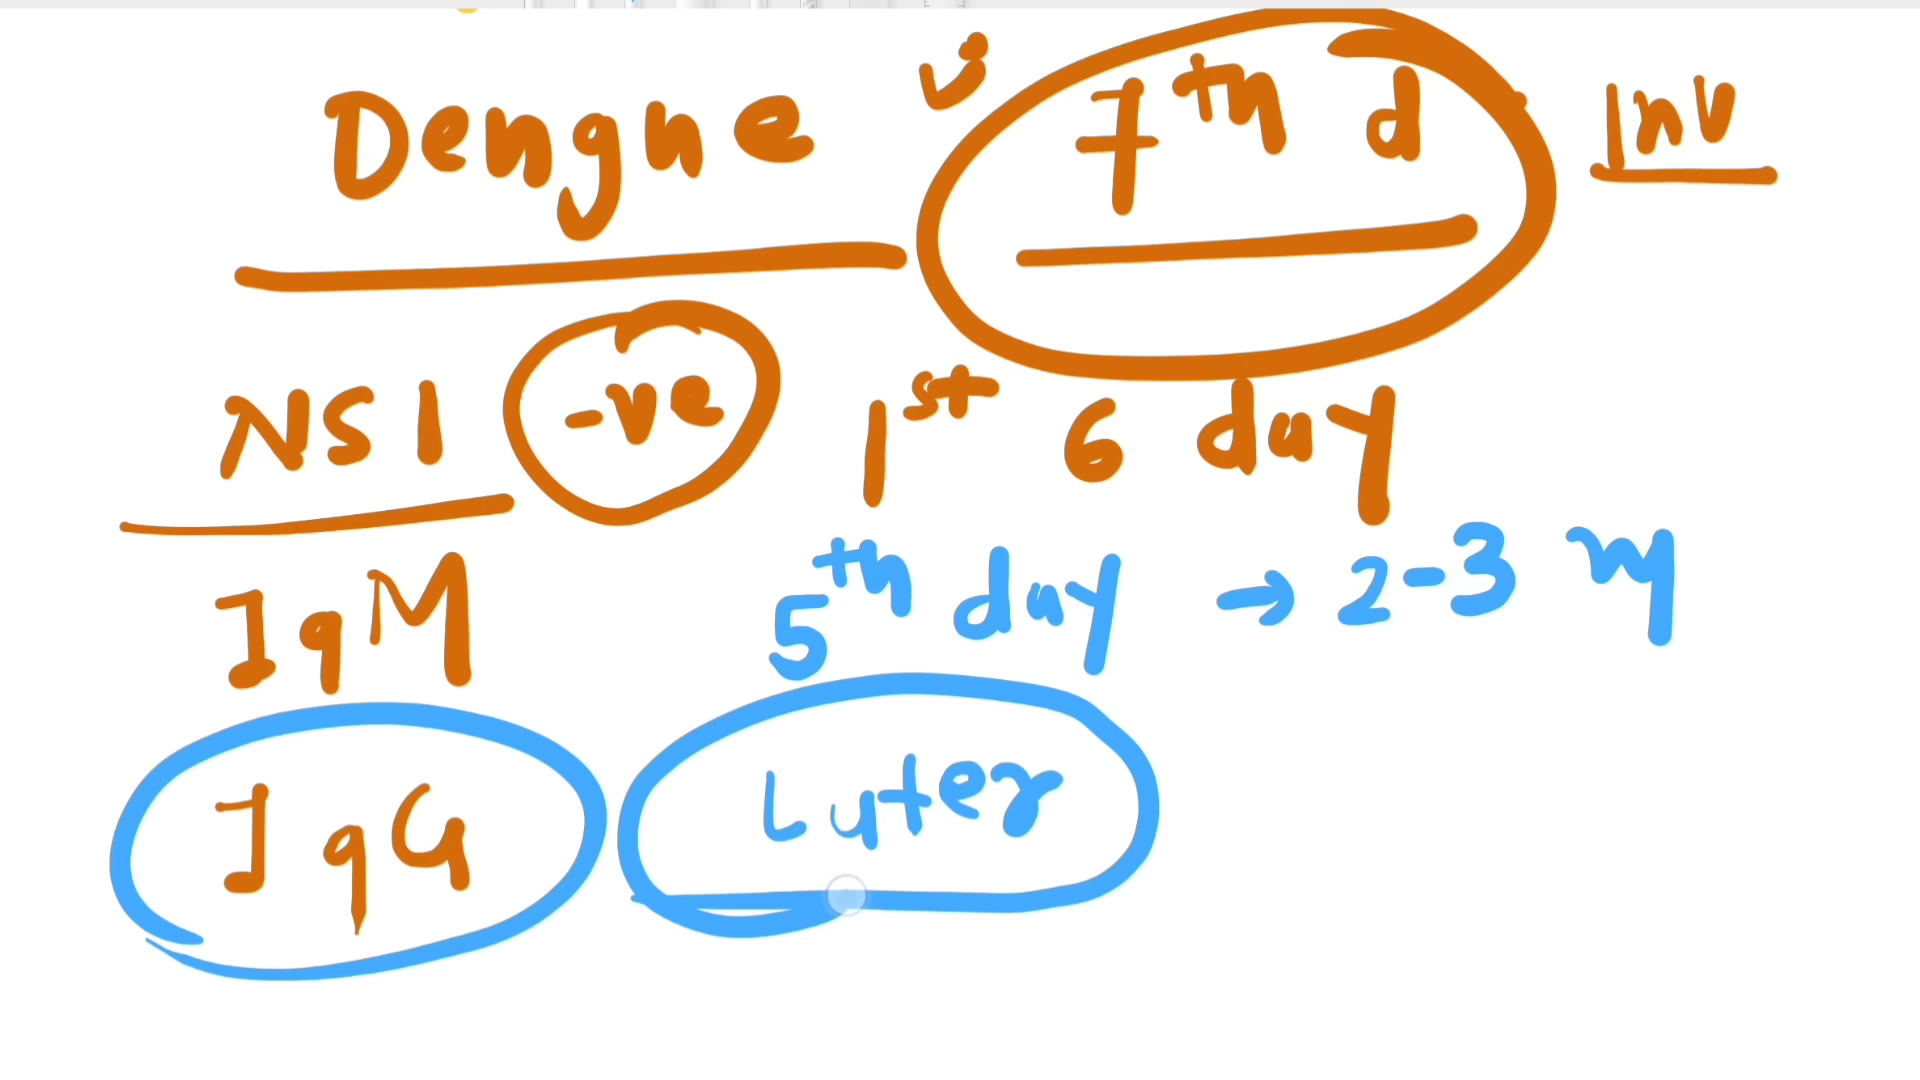 Dengue 7th d Inv
NS1 -ve 1st 6 day
IgM 5th day → 2-3 m
IgG Later